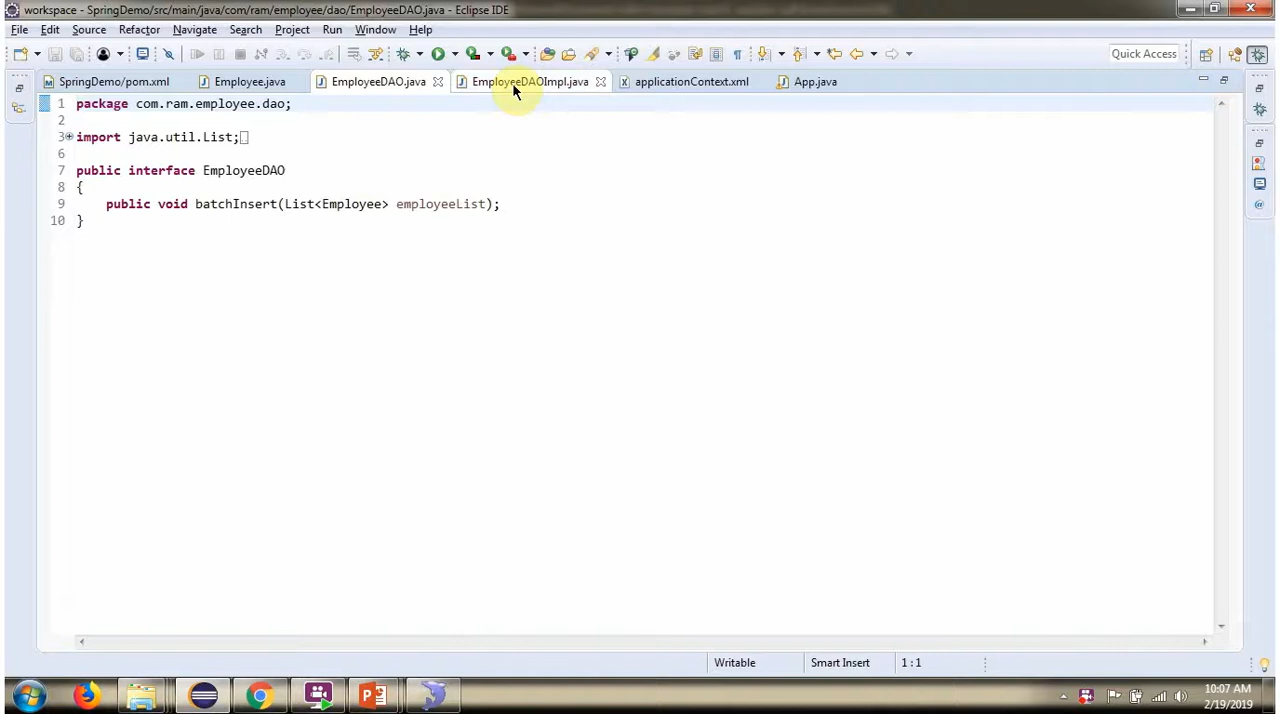 workspace - SpringDemo/src/main/java/com/ram/employee/dao/EmployeeDAO.java - Eclipse IDE
File Edit Source Refactor Navigate Search Project Run Window Help
Quick Access
SpringDemo/pom.xml Employee.java EmployeeDAO.java EmployeeDAOImpl.java applicationContext.xml App.java
1 package com.ram.employee.dao;
2
3 import java.util.List;
6
7 public interface EmployeeDAO
8 {
9 public void batchInsert(List<Employee> employeeList);
10 }
Writable Smart Insert 1 : 1
10:07 AM
2/19/2019